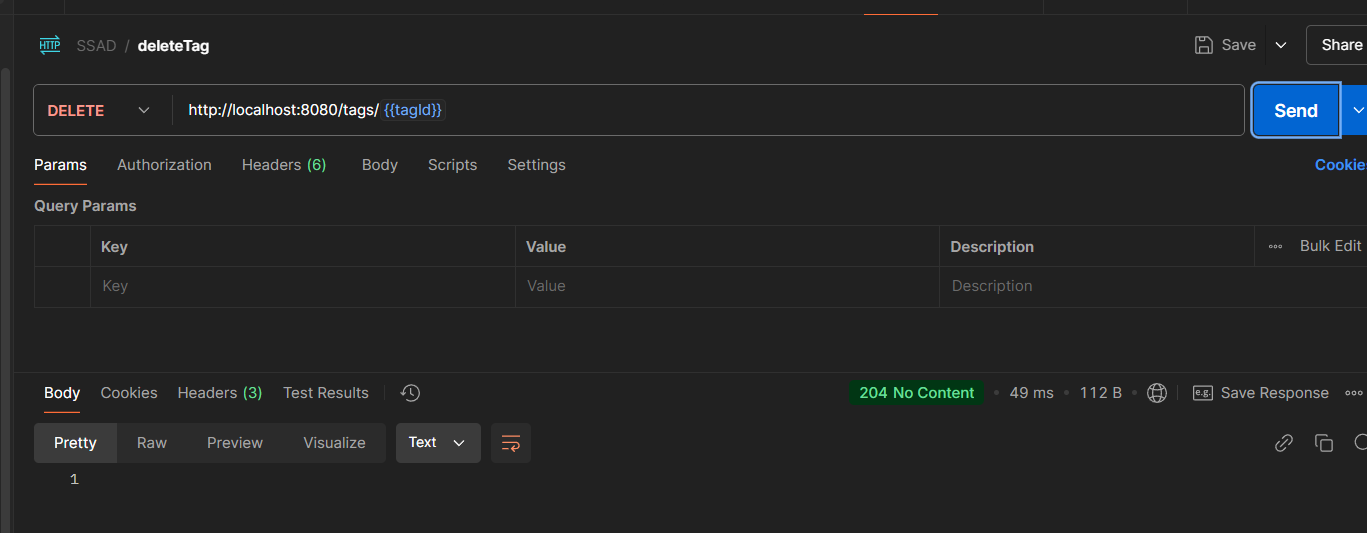 HTTP SSAD / deleteTag Save Share
DELETE http://localhost:8080/tags/ {{tagId}} Send
Params Authorization Headers (6) Body Scripts Settings Cookie
Query Params
Key Value Description Bulk Edit
Key Value Description
Body Cookies Headers (3) Test Results 204 No Content • 49 ms • 112 B • e.g. Save Response
Pretty Raw Preview Visualize Text
1